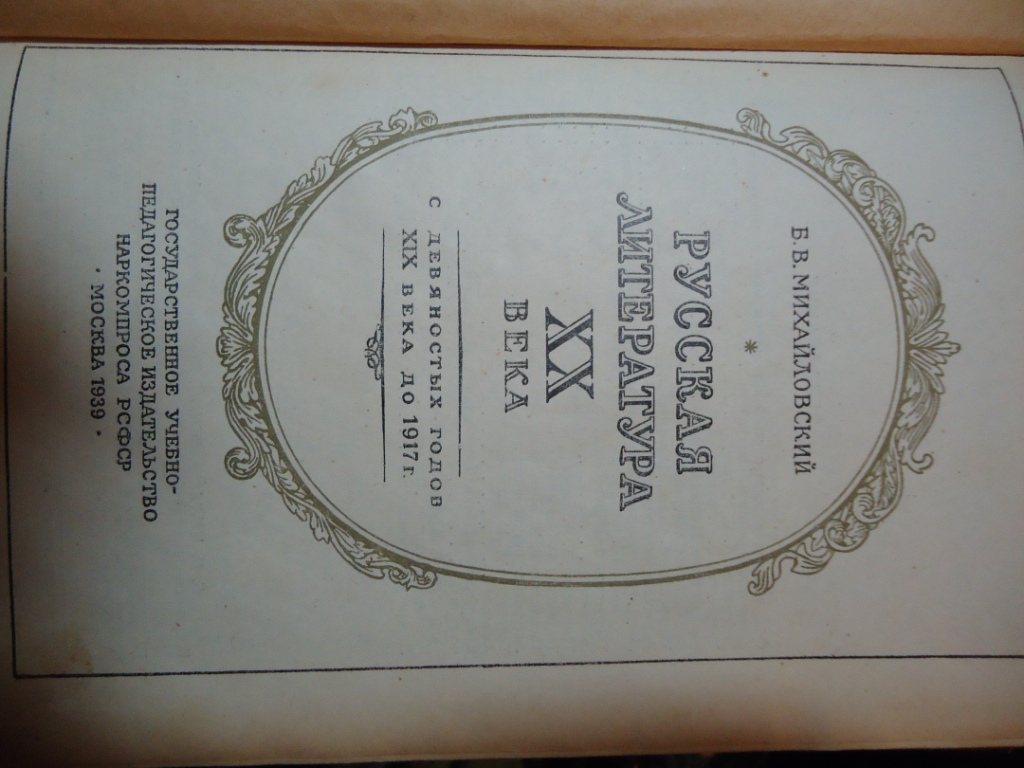 Б. В. МИХАЙЛОВСКИЙ
*
РУССКАЯ
ЛИТЕРАТУРА
XX
ВЕКА
С ДЕВЯНОСТЫХ ГОДОВ
XIX ВЕКА ДО 1917 г.
ГОСУДАРСТВЕННОЕ УЧЕБНО-
ПЕДАГОГИЧЕСКОЕ ИЗДАТЕЛЬСТВО
НАРКОМПРОСА РСФСР
· МОСКВА 1939 ·